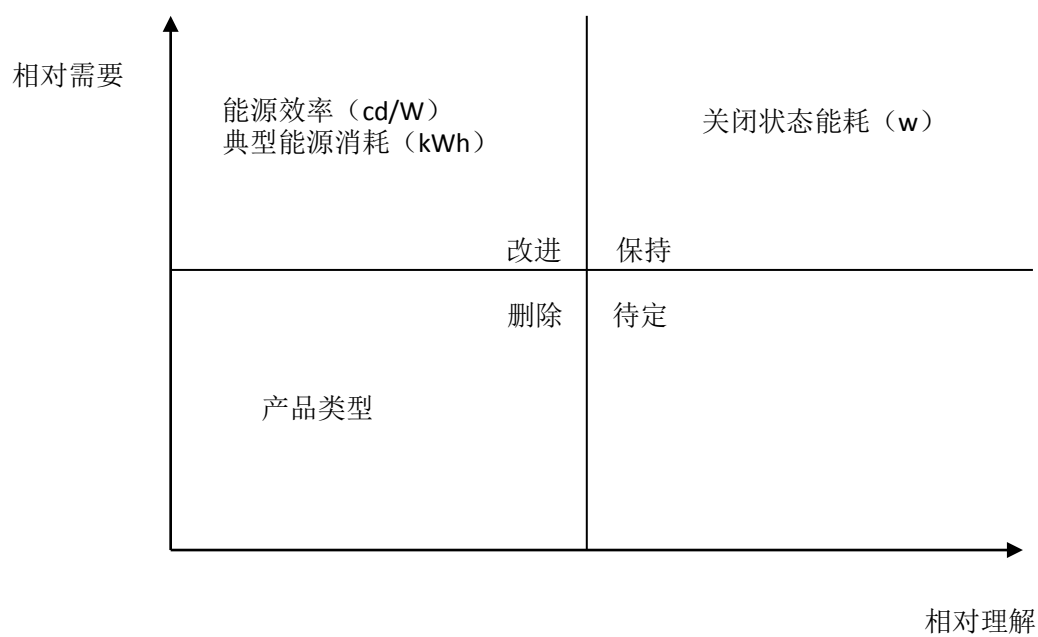 相对需要
能源效率（cd/W）
典型能源消耗（kWh）
关闭状态能耗（w）
改进
保持
删除
待定
产品类型
相对理解